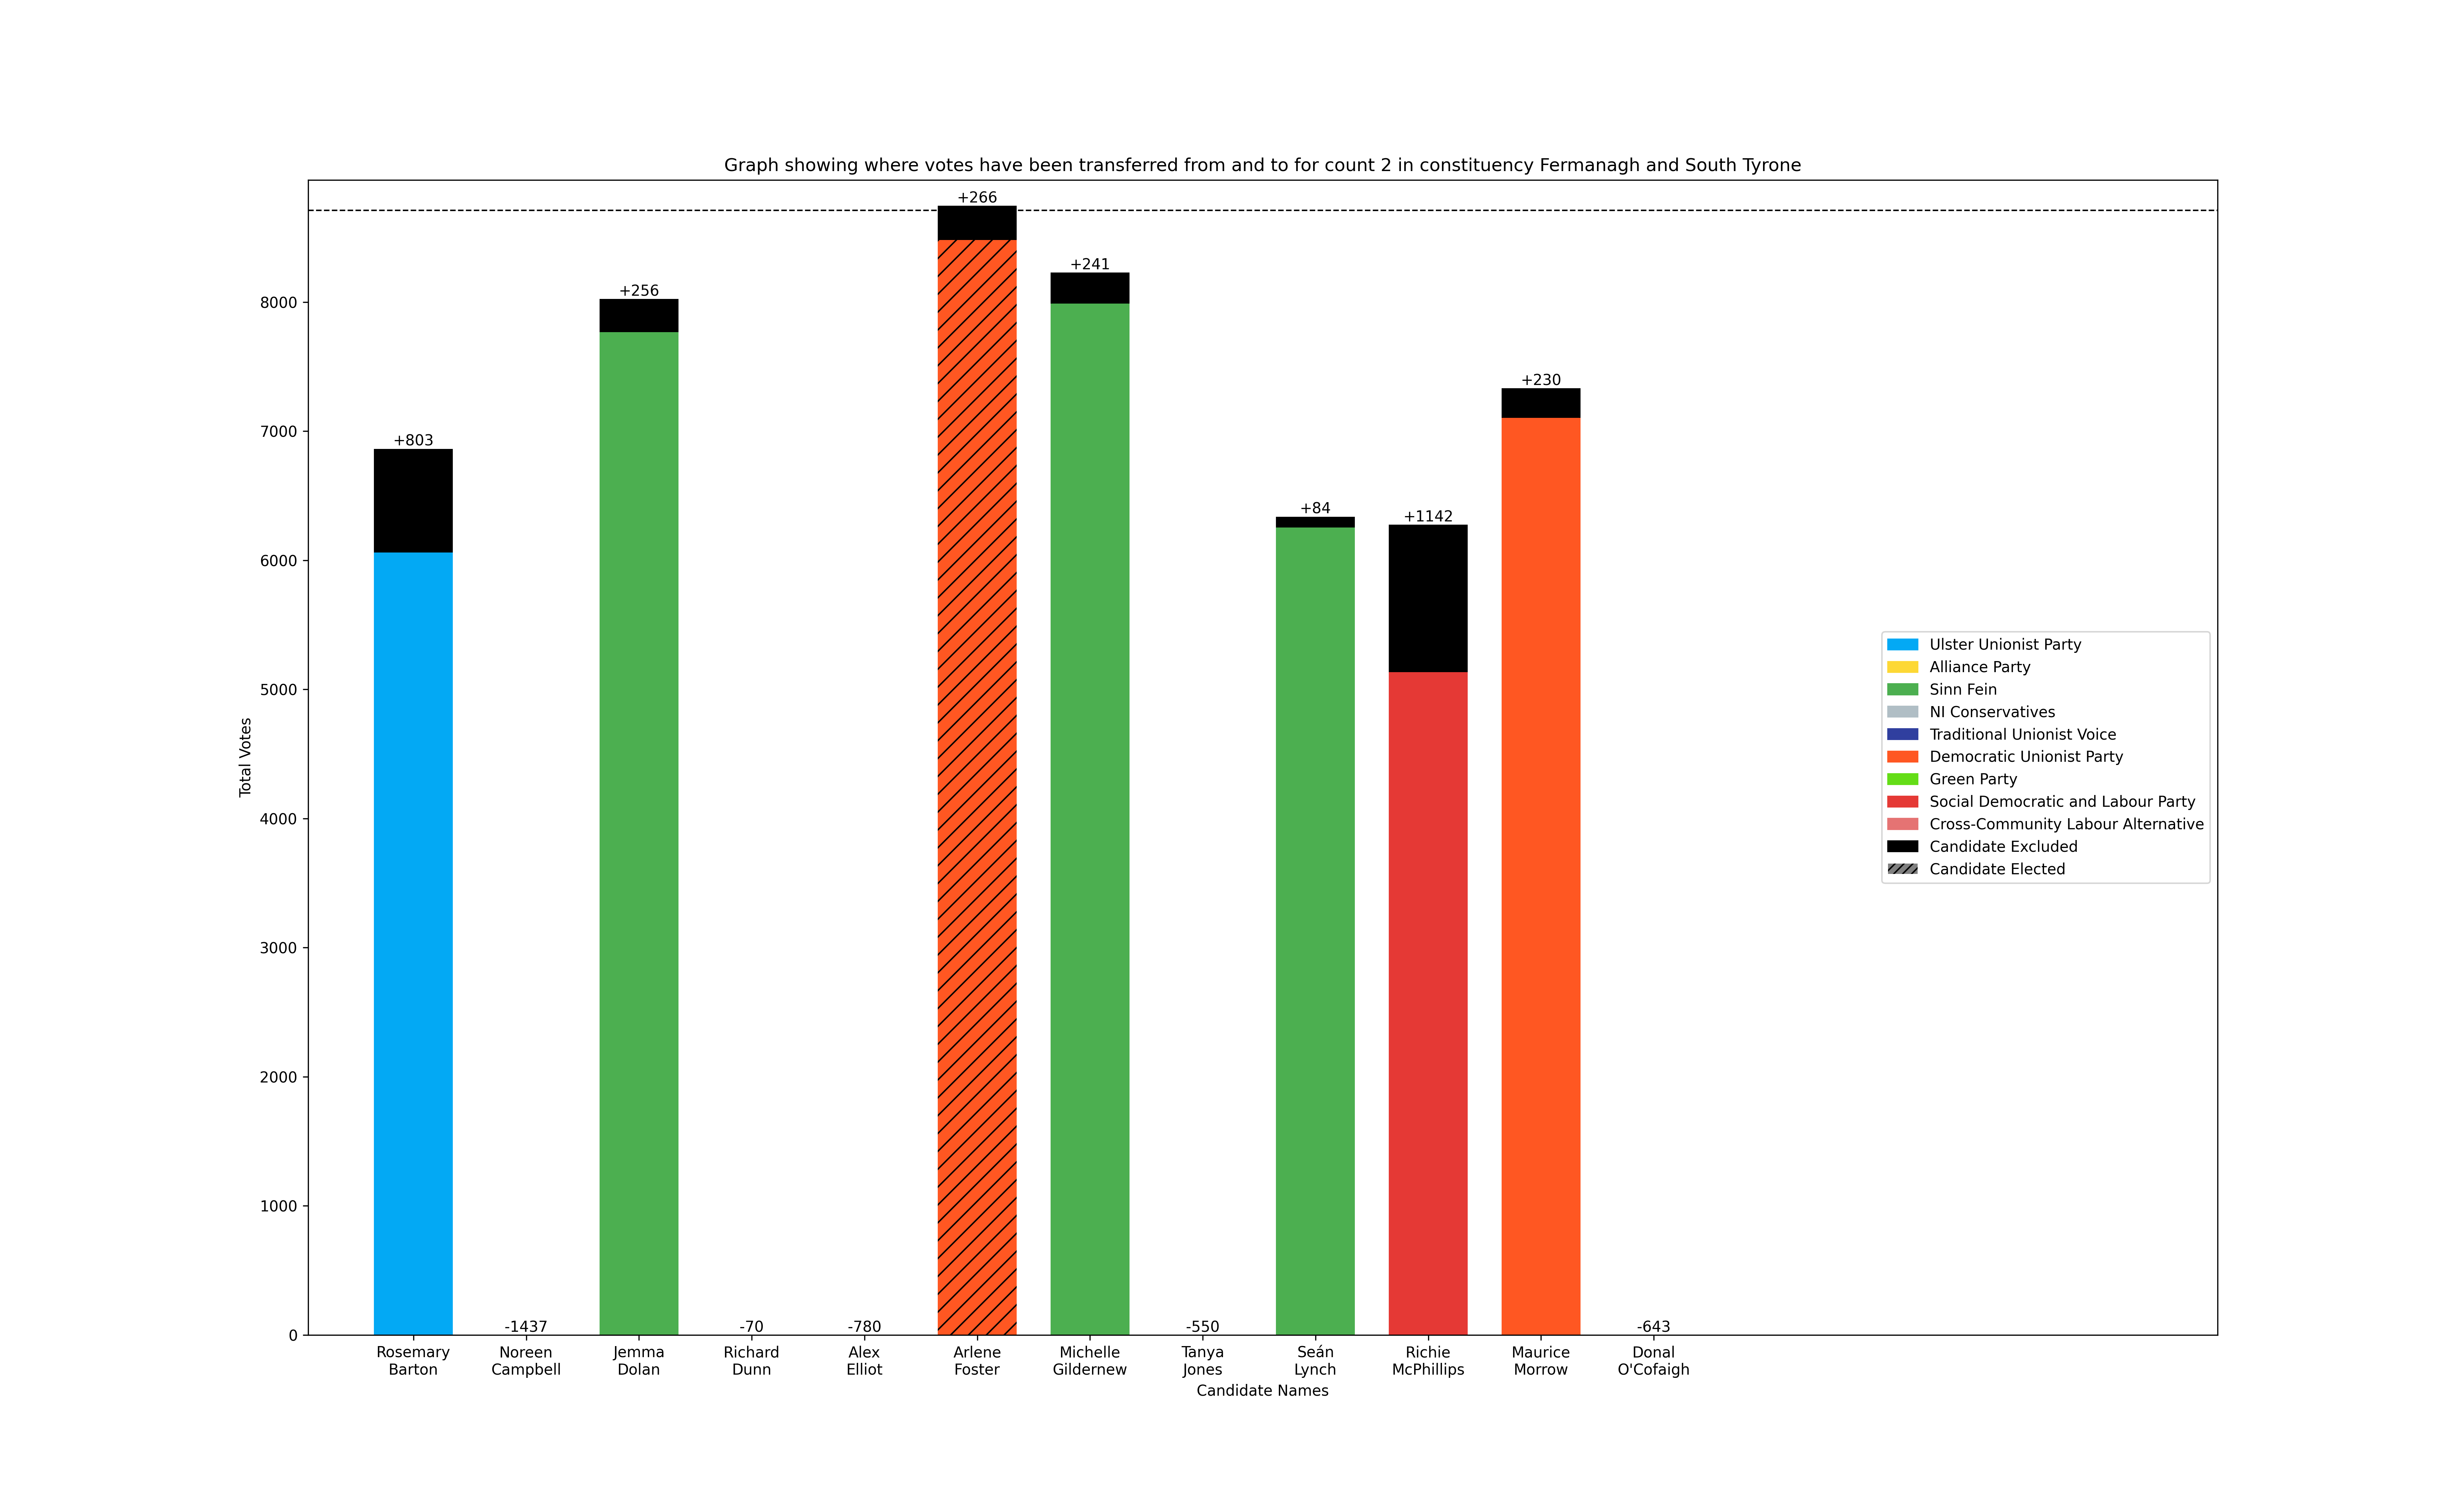 Graph showing where votes have been transferred from and to for count 2 in constituency Fermanagh and South Tyrone
+266
+241
+256
8000
+230
7000
+803
+84
+1142
6000
5000
Total Votes
4000
3000
2000
1000
0
-1437
-70
-780
-550
-643
Ulster Unionist Party
Alliance Party
Sinn Fein
NI Conservatives
Traditional Unionist Voice
Democratic Unionist Party
Green Party
Social Democratic and Labour Party
Cross-Community Labour Alternative
Candidate Excluded
Candidate Elected
Rosemary
Barton
Noreen
Campbell
Jemma
Dolan
Richard
Dunn
Alex
Elliot
Arlene
Foster
Michelle
Gildernew
Tanya
Jones
Seán
Lynch
Richie
McPhillips
Maurice
Morrow
Donal
O'Cofaigh
Candidate Names